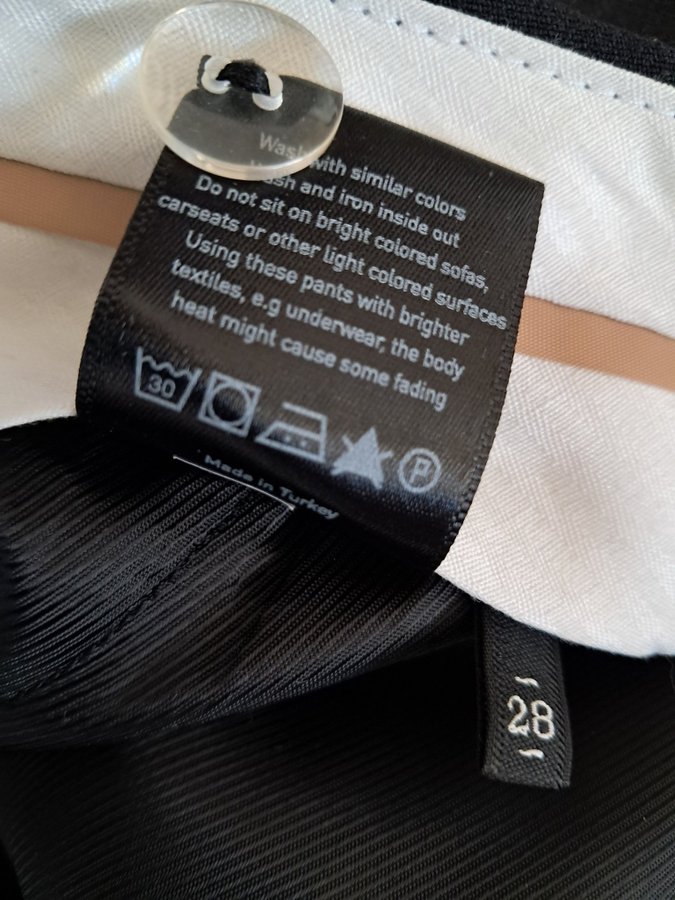 Wash with similar colors
ash and iron inside out
Do not sit on bright colored sofas,
carseats or other light colored surfaces
Using these pants with brighter
textiles, e.g underwear, the body
heat might cause some fading
30
P
Made in Turkey
28